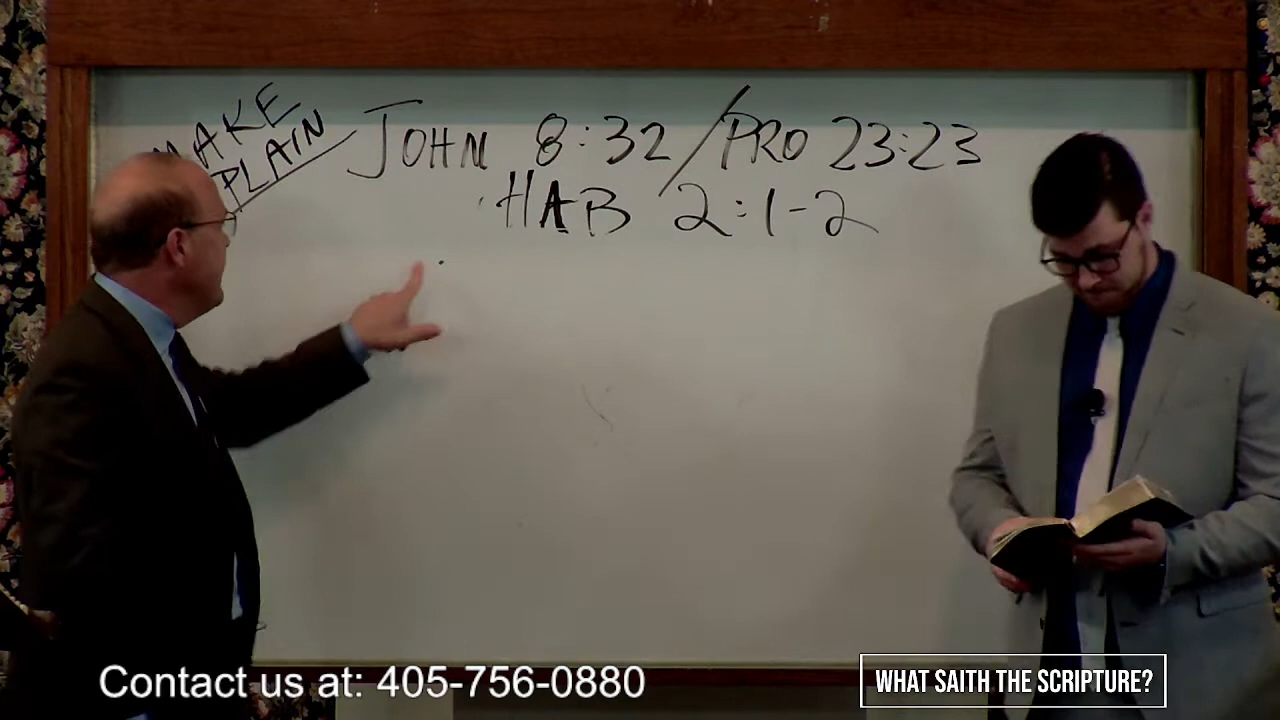 MAKE
PLAIN
JOHN 8:32 / PRO 23:23
HAB 2:1-2
Contact us at: 405-756-0880
WHAT SAITH THE SCRIPTURE?